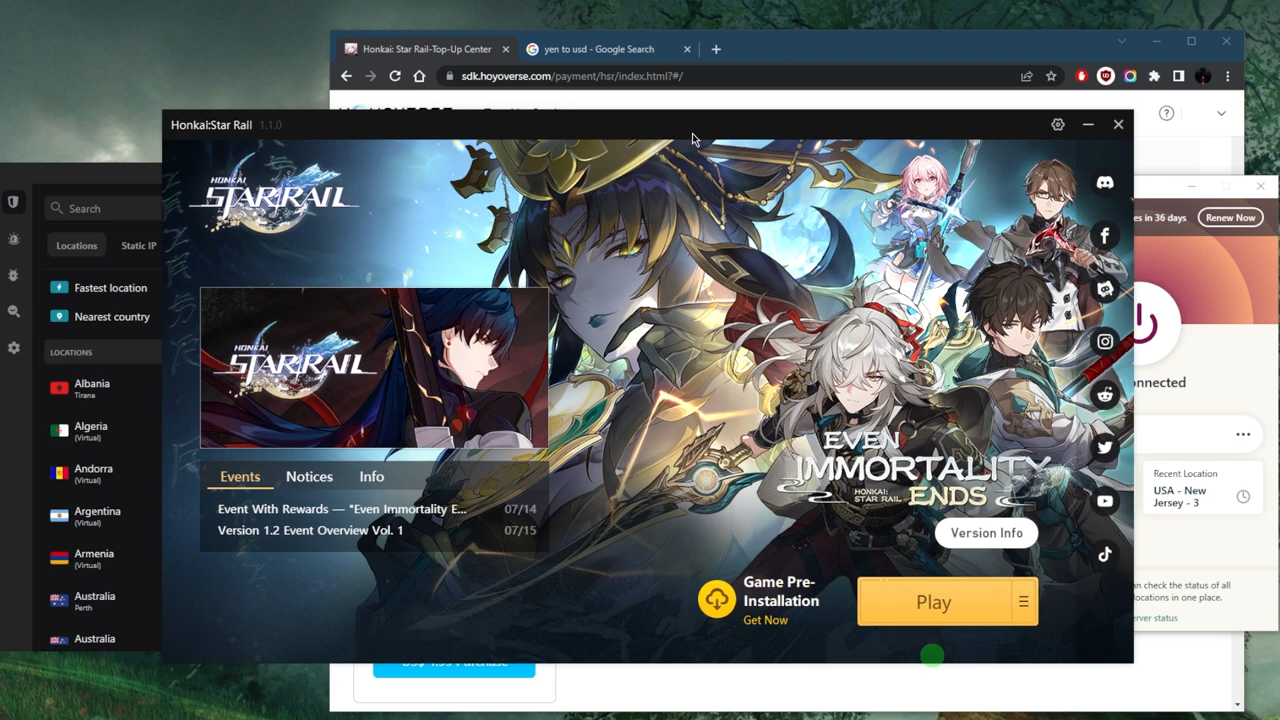 Honkai: Star Rail-Top-Up Center
yen to usd - Google Search
sdk.hoyoverse.com/payment/hsr/index.html?#/
Honkai:Star Rail 1.1.0
HONKAI
STAR RAIL
HONKAI
STAR RAIL
Events Notices Info
Event With Rewards — "Even Immortality E... 07/14
Version 1.2 Event Overview Vol. 1 07/15
EVEN
IMMORTALITY
HONKAI:
STAR RAIL
ENDS
Version Info
Game Pre-
Installation
Get Now
Play
Search
Locations Static IP
Fastest location
Nearest country
LOCATIONS
Albania
Tirana
Algeria
(Virtual)
Andorra
(Virtual)
Argentina
(Virtual)
Armenia
(Virtual)
Australia
Perth
Australia
es in 36 days
Renew Now
onnected
Recent Location
USA - New
Jersey - 3
an check the status of all
locations in one place.
erver status